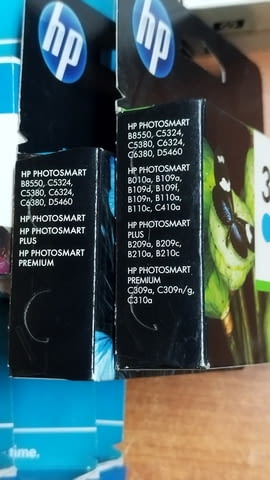 hp
HP PHOTOSMART
B8550, C5324,
C5380, C6324,
C6380, D5460
HP PHOTOSMART
HP PHOTOSMART
PLUS
HP PHOTOSMART
PREMIUM
hp
HP PHOTOSMART
B8550, C5324,
C5380, C6324,
C6380, D5460
HP PHOTOSMART
B010a, B109a,
B109d, B109f,
B109n, B110a,
B110c, C410a
HP PHOTOSMART
PLUS
B209a, B209c,
B210a, B210c
HP PHOTOSMART
PREMIUM
C309a, C309n/g,
C310a
3
time.